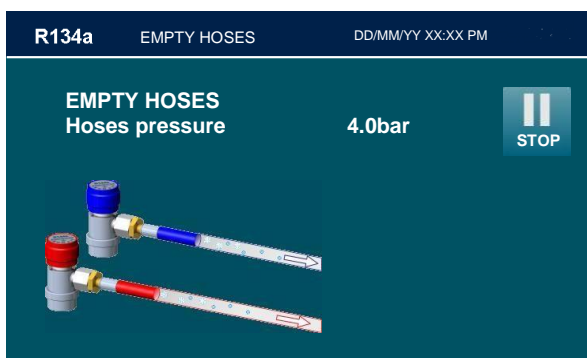 R134a EMPTY HOSES DD/MM/YY XX:XX PM
EMPTY HOSES
Hoses pressure 4.0bar
STOP